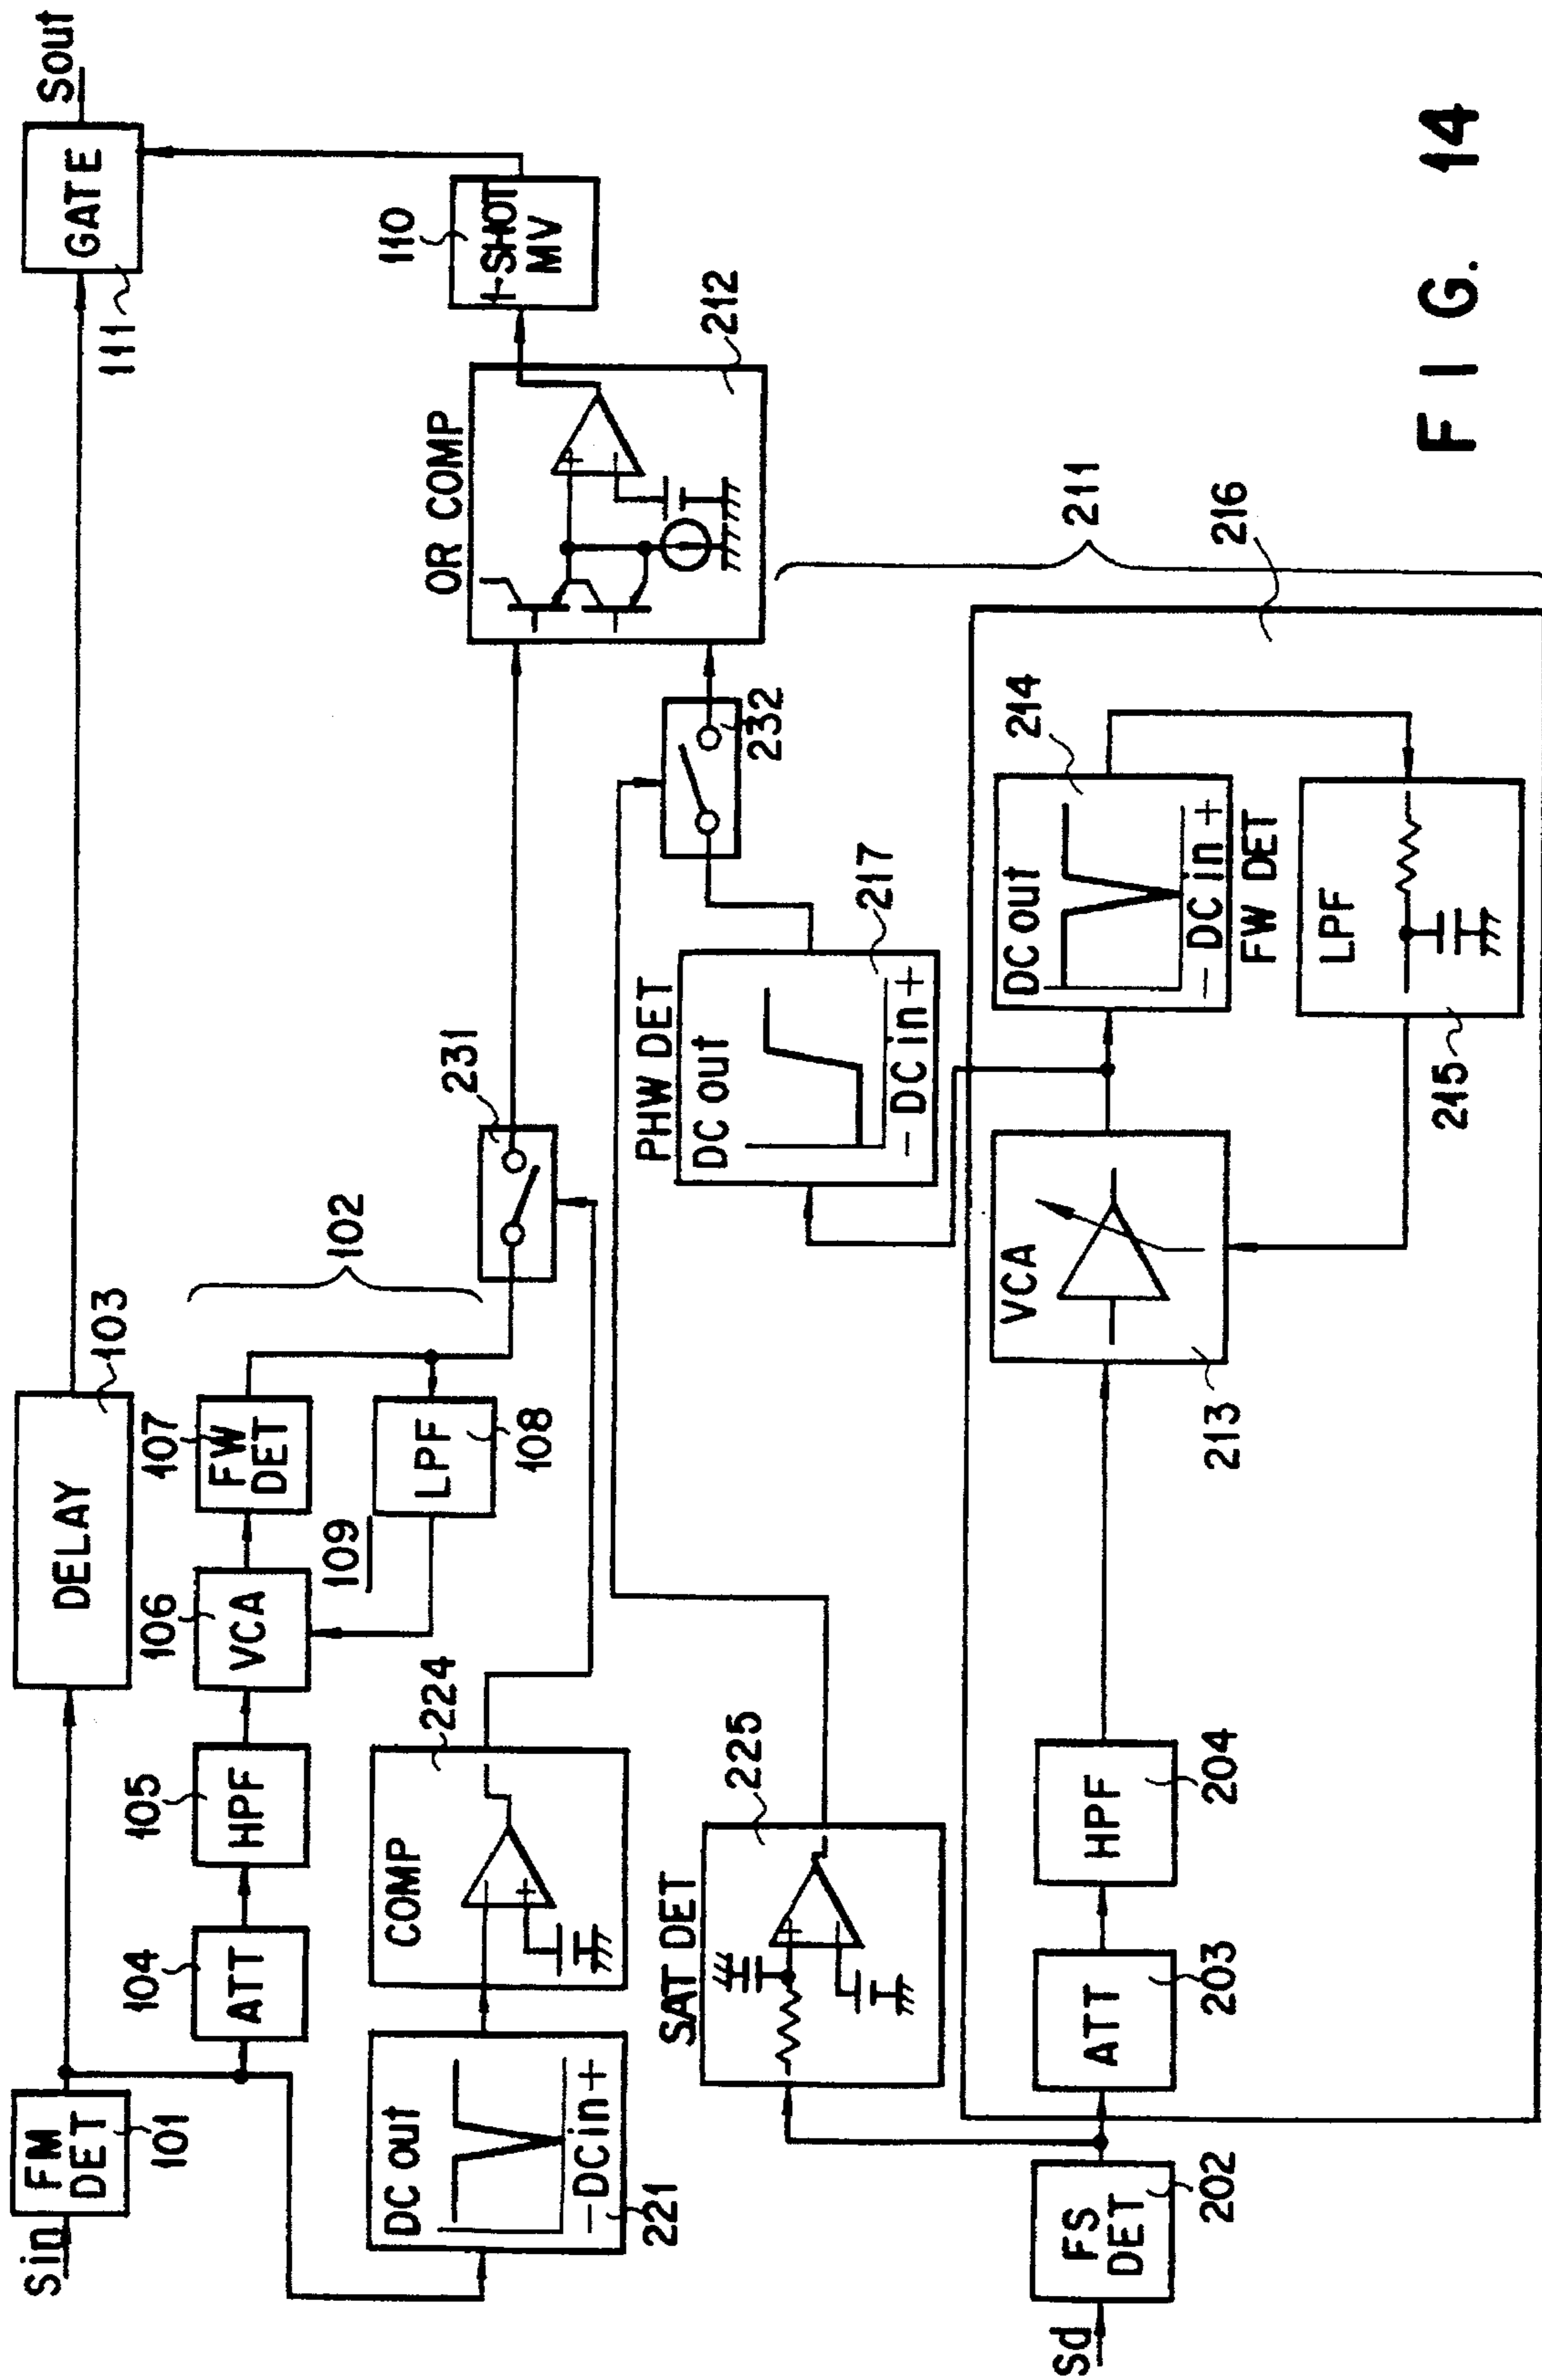 Sin
FM
DET
101
DELAY
103
GATE
111
Sout
ATT
104
HPF
105
VCA
106
FW
DET
107
LPF
108
109
102
DC out
- DC in +
221
COMP
-
+
224
231
OR COMP
+
-
212
1-SHOT
MV
110
SAT DET
+
-
225
PHW DET
DC out
- DC in +
217
232
211
216
Sd
FS
DET
202
ATT
203
HPF
204
VCA
213
DC out
- DC in +
FW DET
214
LPF
215
FIG. 14